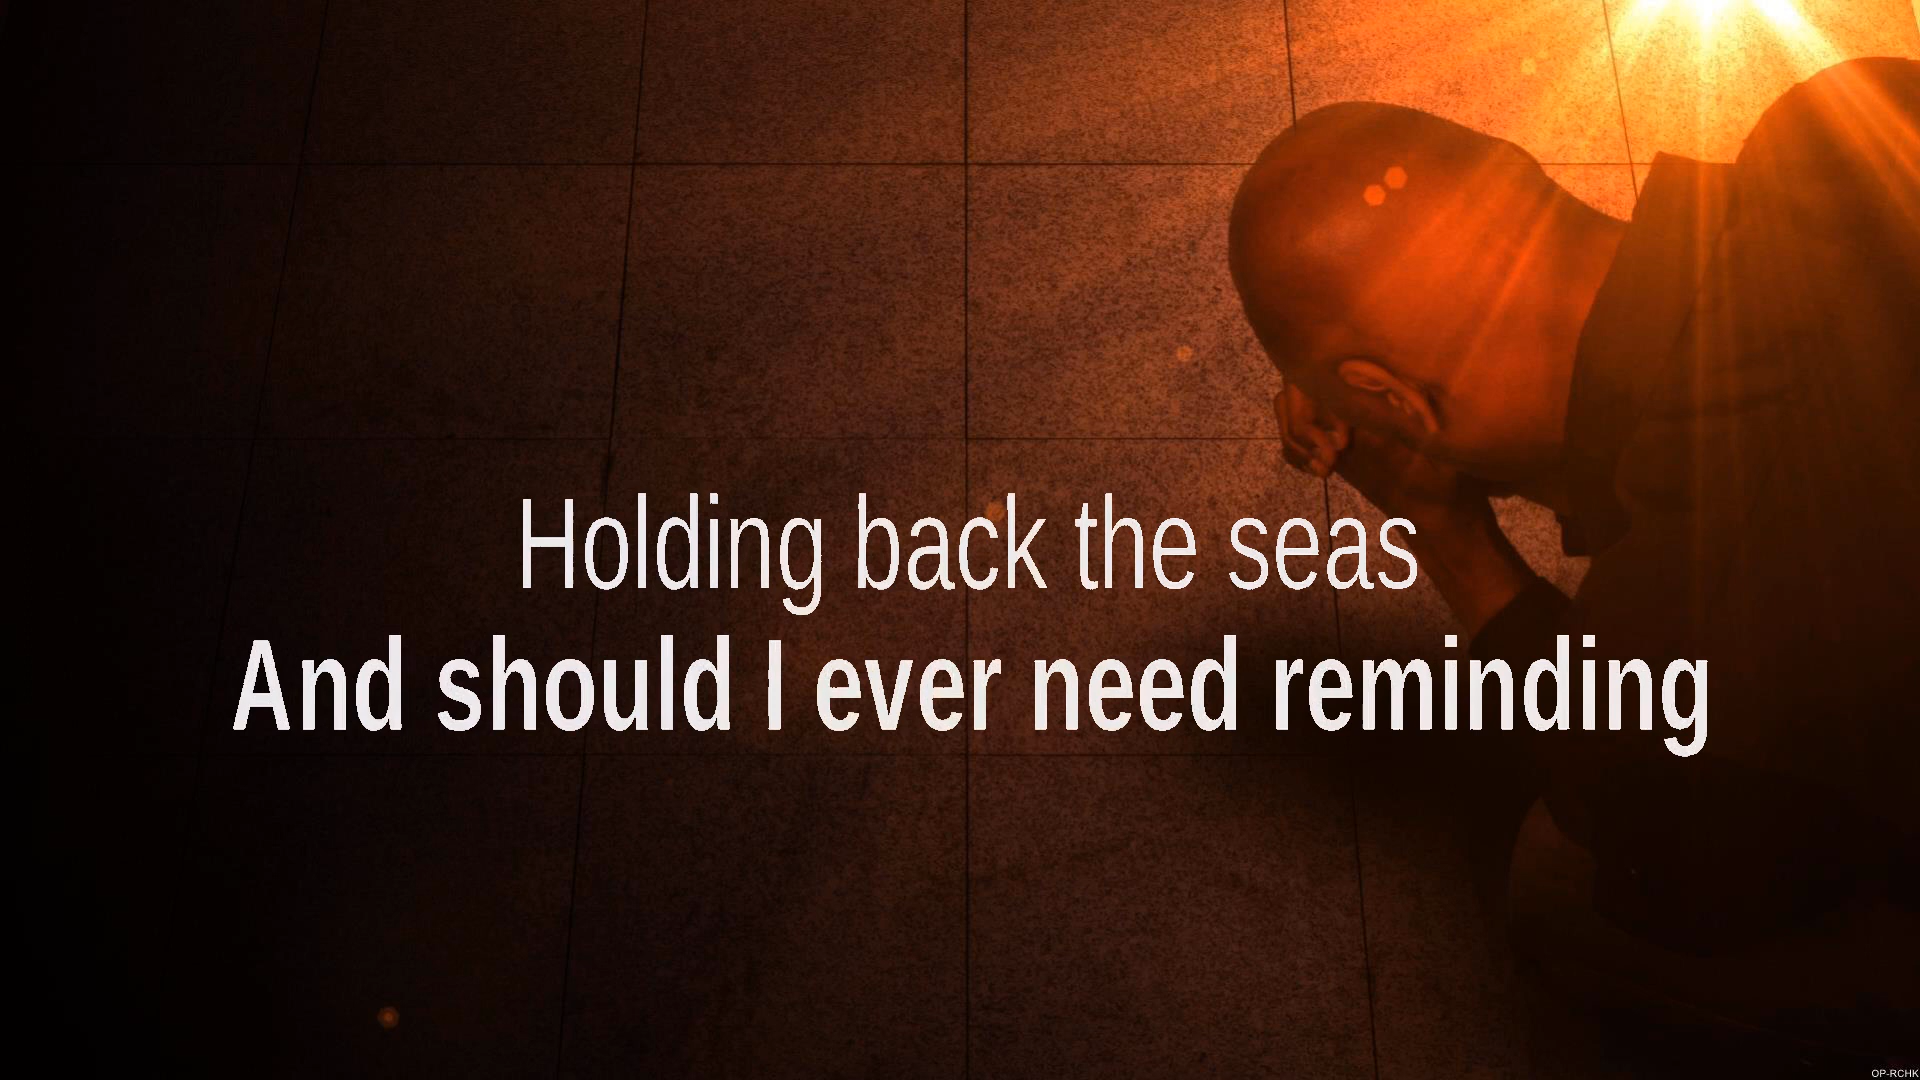 Holding back the seas
And should I ever need reminding
OP-RCHK